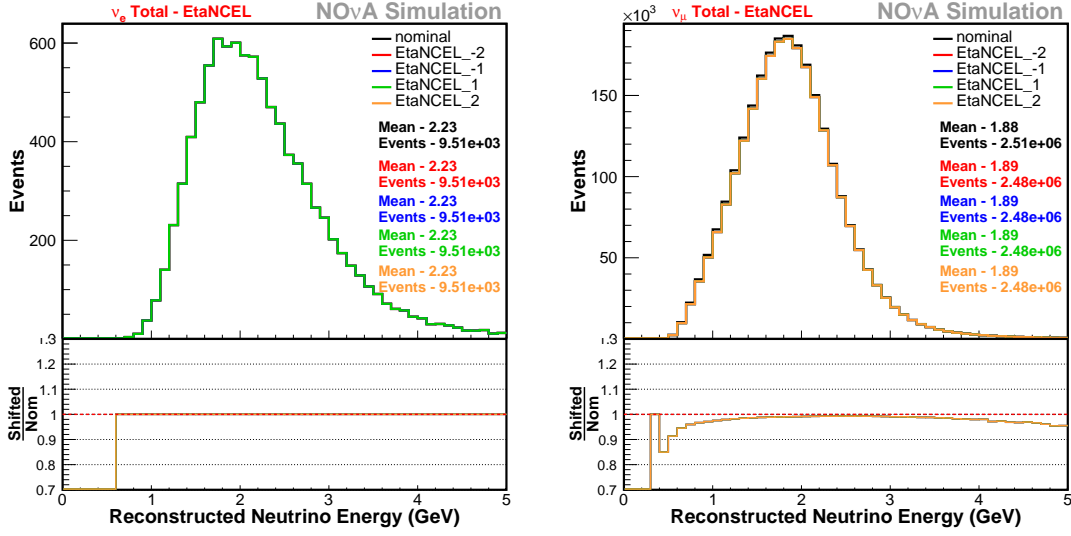 νe Total - EtaNCEL NOνA Simulation
600
400
200
Events
nominal
EtaNCEL_-2
EtaNCEL_-1
EtaNCEL_1
EtaNCEL_2
Mean - 2.23
Events - 9.51e+03
Mean - 2.23
Events - 9.51e+03
Mean - 2.23
Events - 9.51e+03
Mean - 2.23
Events - 9.51e+03
Mean - 2.23
Events - 9.51e+03
1.3
1.2
1.1
1
0.9
0.8
0.7
Shifted
Nom
0 1 2 3 4 5
Reconstructed Neutrino Energy (GeV)
×10³ νμ Total - EtaNCEL NOνA Simulation
150
100
50
Events
nominal
EtaNCEL_-2
EtaNCEL_-1
EtaNCEL_1
EtaNCEL_2
Mean - 1.88
Events - 2.51e+06
Mean - 1.89
Events - 2.48e+06
Mean - 1.89
Events - 2.48e+06
Mean - 1.89
Events - 2.48e+06
Mean - 1.89
Events - 2.48e+06
1.3
1.2
1.1
1
0.9
0.8
0.7
Shifted
Nom
0 1 2 3 4 5
Reconstructed Neutrino Energy (GeV)